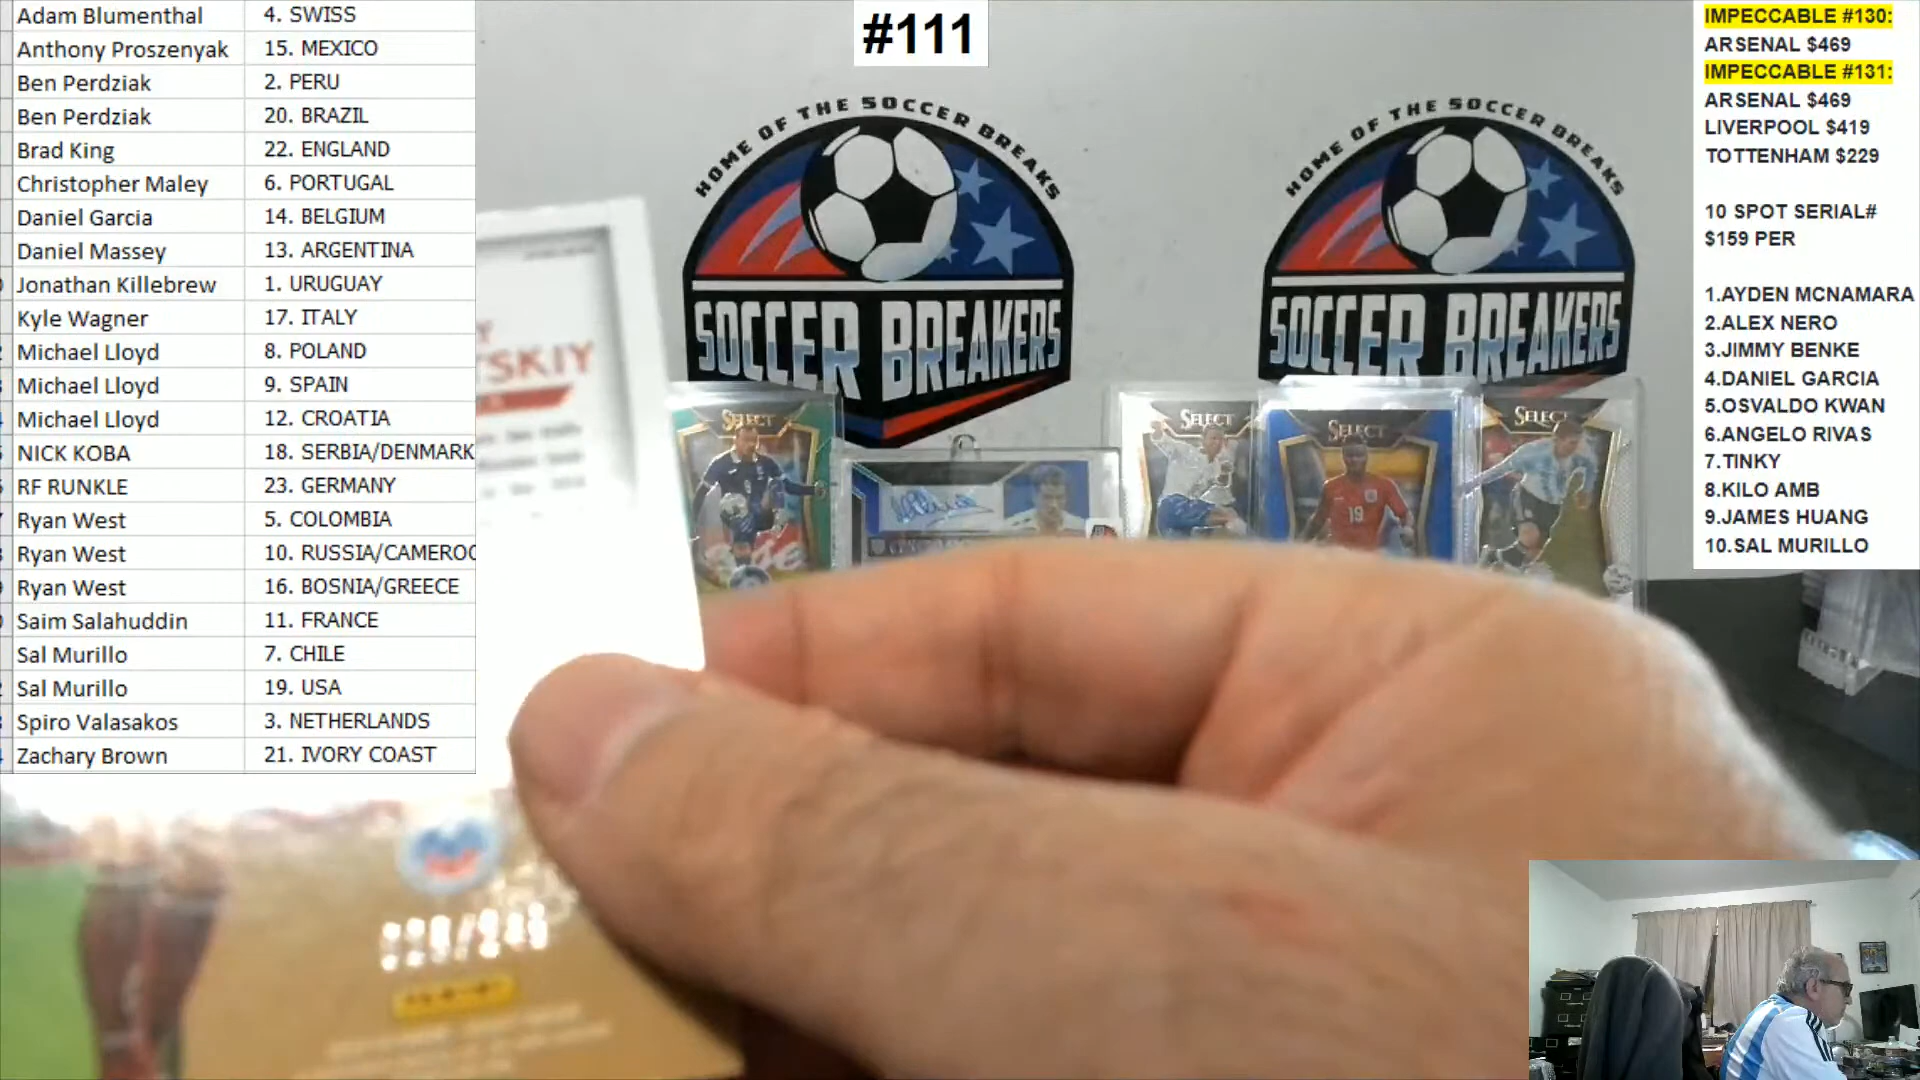 Adam Blumenthal 4. SWISS
Anthony Proszenyak 15. MEXICO
Ben Perdziak 2. PERU
Ben Perdziak 20. BRAZIL
Brad King 22. ENGLAND
Christopher Maley 6. PORTUGAL
Daniel Garcia 14. BELGIUM
Daniel Massey 13. ARGENTINA
Jonathan Killebrew 1. URUGUAY
Kyle Wagner 17. ITALY
Michael Lloyd 8. POLAND
Michael Lloyd 9. SPAIN
Michael Lloyd 12. CROATIA
NICK KOBA 18. SERBIA/DENMARK
RF RUNKLE 23. GERMANY
Ryan West 5. COLOMBIA
Ryan West 10. RUSSIA/CAMEROO
Ryan West 16. BOSNIA/GREECE
Saim Salahuddin 11. FRANCE
Sal Murillo 7. CHILE
Sal Murillo 19. USA
Spiro Valasakos 3. NETHERLANDS
Zachary Brown 21. IVORY COAST
#111
HOME OF THE SOCCER BREAKS
SOCCER BREAKERS
HOME OF THE SOCCER BREAKS
SOCCER BREAKERS
SELECT
SELECT
SELECT
SELECT
19
TSKIY
PANINI
IMPECCABLE #130:
ARSENAL $469
IMPECCABLE #131:
ARSENAL $469
LIVERPOOL $419
TOTTENHAM $229
10 SPOT SERIAL#
$159 PER
1.AYDEN MCNAMARA
2.ALEX NERO
3.JIMMY BENKE
4.DANIEL GARCIA
5.OSVALDO KWAN
6.ANGELO RIVAS
7.TINKY
8.KILO AMB
9.JAMES HUANG
10.SAL MURILLO